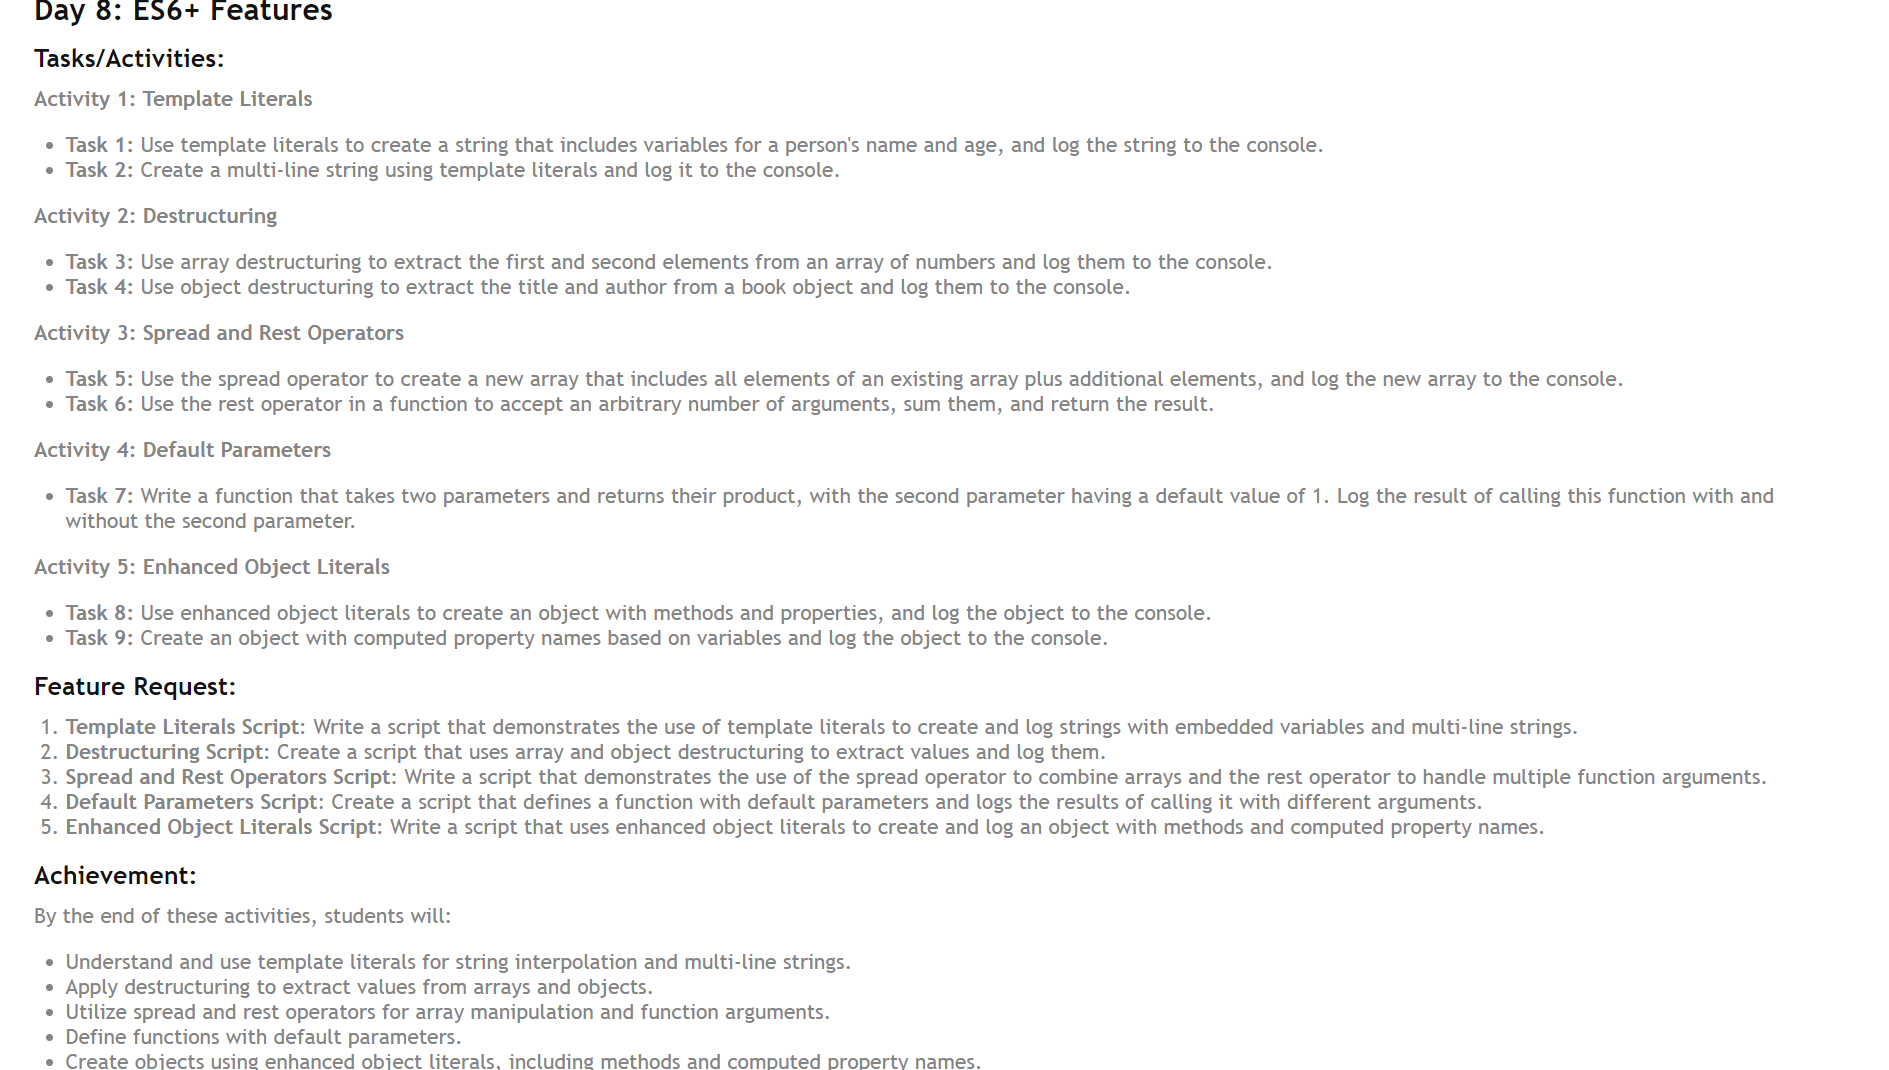 Day 8: ES6+ Features
Tasks/Activities:
Activity 1: Template Literals
• Task 1: Use template literals to create a string that includes variables for a person's name and age, and log the string to the console.
• Task 2: Create a multi-line string using template literals and log it to the console.
Activity 2: Destructuring
• Task 3: Use array destructuring to extract the first and second elements from an array of numbers and log them to the console.
• Task 4: Use object destructuring to extract the title and author from a book object and log them to the console.
Activity 3: Spread and Rest Operators
• Task 5: Use the spread operator to create a new array that includes all elements of an existing array plus additional elements, and log the new array to the console.
• Task 6: Use the rest operator in a function to accept an arbitrary number of arguments, sum them, and return the result.
Activity 4: Default Parameters
• Task 7: Write a function that takes two parameters and returns their product, with the second parameter having a default value of 1. Log the result of calling this function with and
without the second parameter.
Activity 5: Enhanced Object Literals
• Task 8: Use enhanced object literals to create an object with methods and properties, and log the object to the console.
• Task 9: Create an object with computed property names based on variables and log the object to the console.
Feature Request:
1. Template Literals Script: Write a script that demonstrates the use of template literals to create and log strings with embedded variables and multi-line strings.
2. Destructuring Script: Create a script that uses array and object destructuring to extract values and log them.
3. Spread and Rest Operators Script: Write a script that demonstrates the use of the spread operator to combine arrays and the rest operator to handle multiple function arguments.
4. Default Parameters Script: Create a script that defines a function with default parameters and logs the results of calling it with different arguments.
5. Enhanced Object Literals Script: Write a script that uses enhanced object literals to create and log an object with methods and computed property names.
Achievement:
By the end of these activities, students will:
• Understand and use template literals for string interpolation and multi-line strings.
• Apply destructuring to extract values from arrays and objects.
• Utilize spread and rest operators for array manipulation and function arguments.
• Define functions with default parameters.
• Create objects using enhanced object literals, including methods and computed property names.